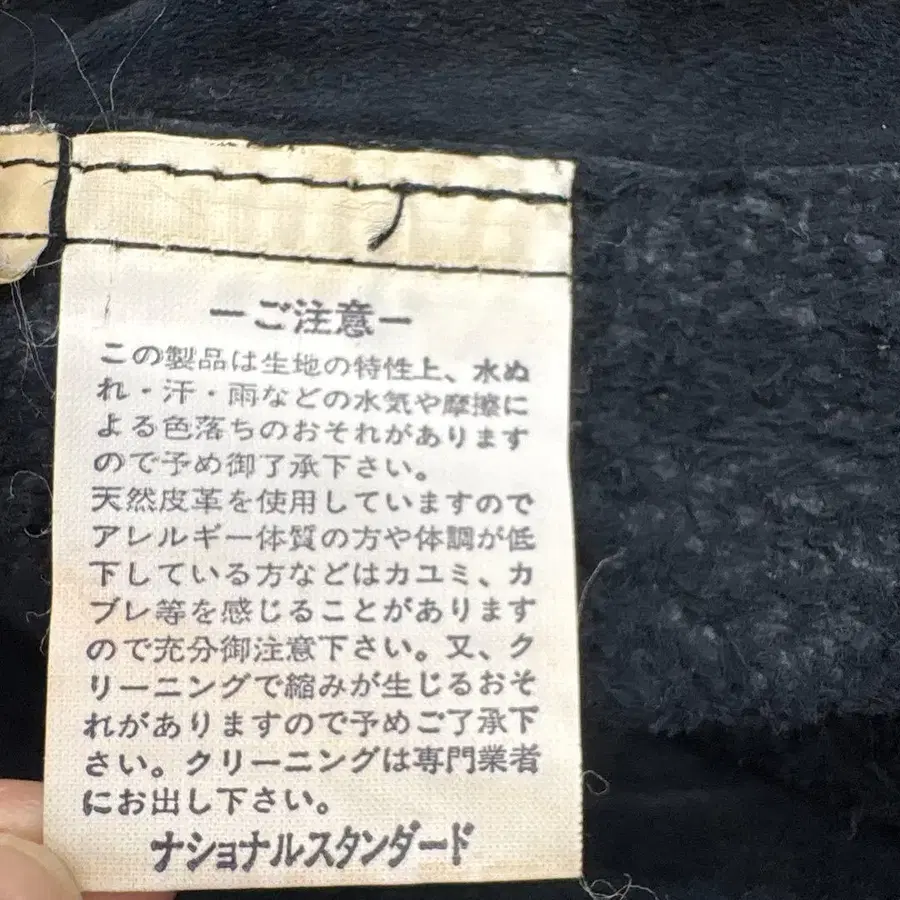 ーご注意ー
この製品は生地の特性上、水ぬ
れ・汗・雨などの水気や摩擦に
よる色落ちのおそれがあります
ので予め御了承下さい。
天然皮革を使用していますので
アレルギー体質の方や体調が低
下している方などはカユミ、カ
ブレ等を感じることがあります
ので充分御注意下さい。又、ク
リーニングで縮みが生じるおそ
れがありますので予めご了承下
さい。クリーニングは専門業者
にお出し下さい。
ナショナルスタンダード